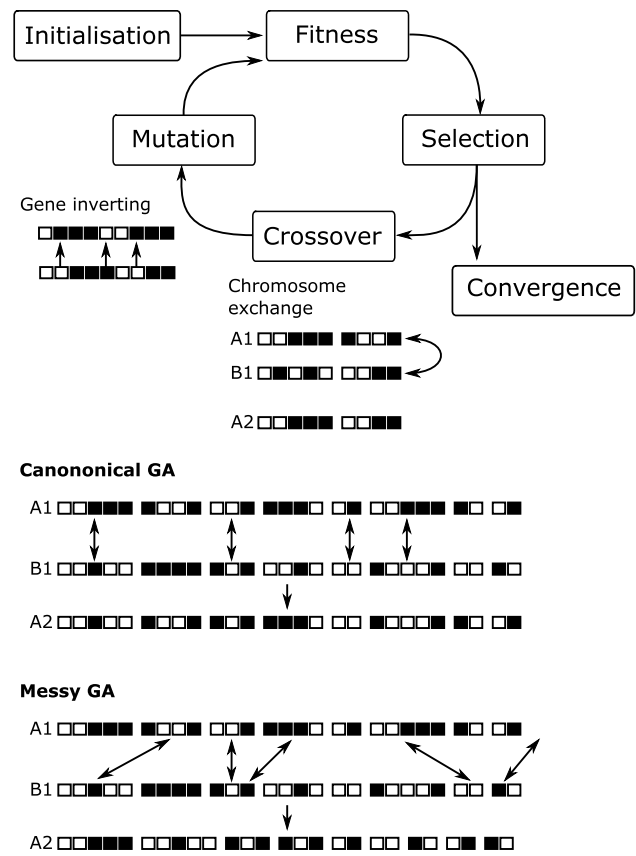 Initialisation
Fitness
Mutation
Selection
Gene inverting
Crossover
Convergence
Chromosome
exchange
A1
B1
A2
Canononical GA
A1
B1
A2
Messy GA
A1
B1
A2